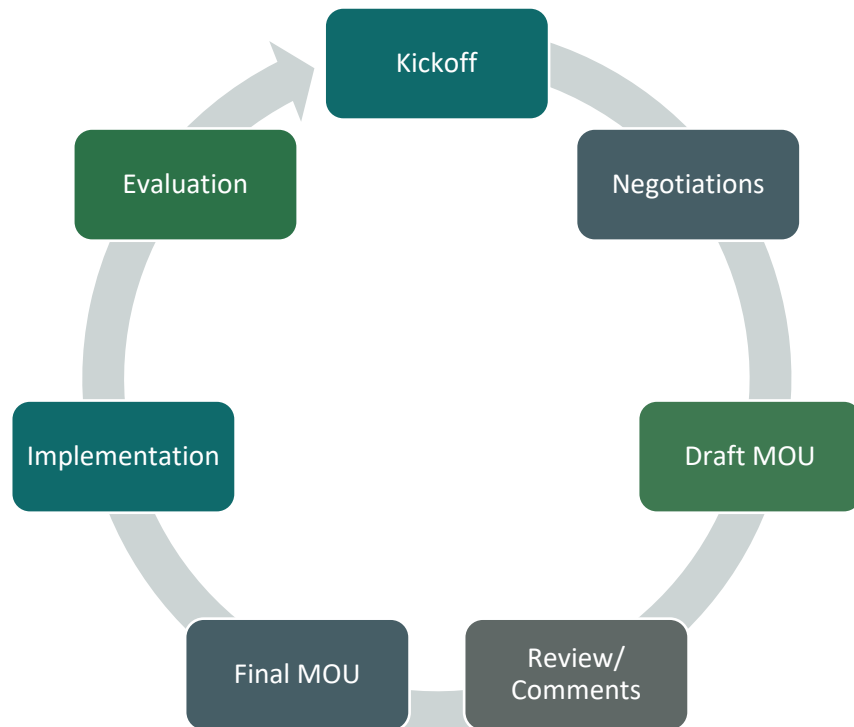 Kickoff
Negotiations
Draft MOU
Review/
Comments
Final MOU
Implementation
Evaluation